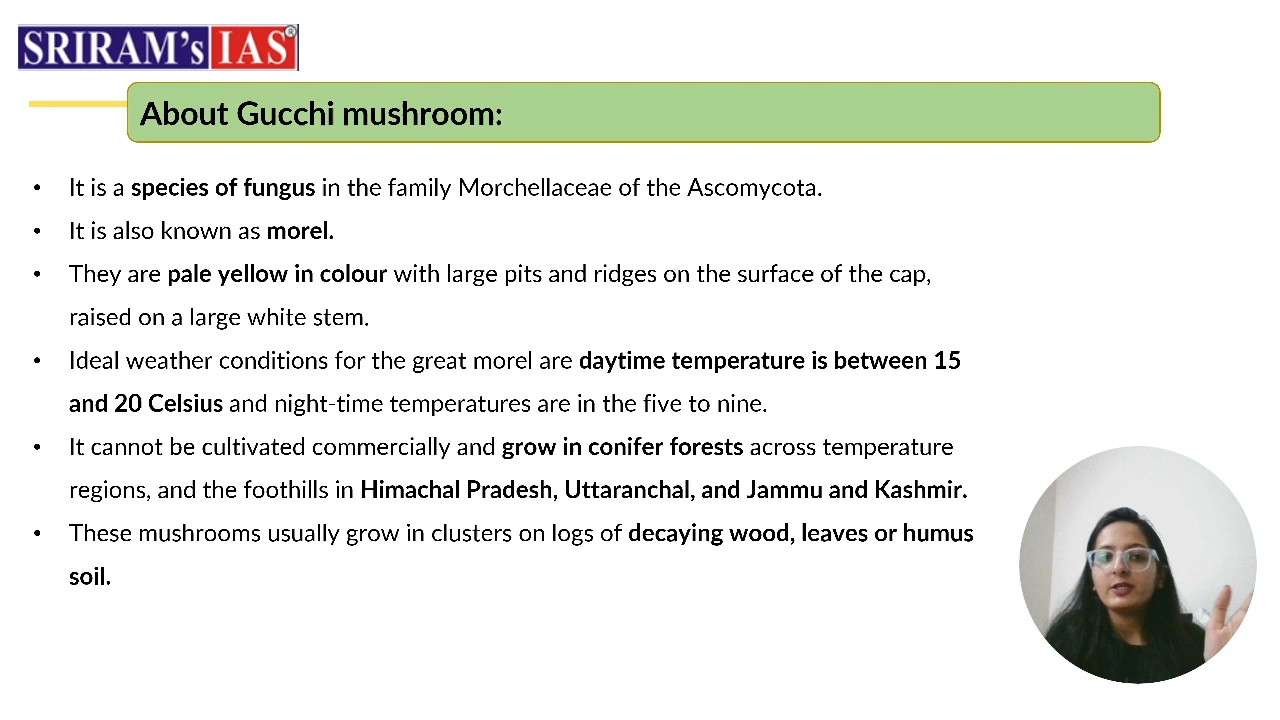 SRIRAM's IAS®
About Gucchi mushroom:
• It is a species of fungus in the family Morchellaceae of the Ascomycota.
• It is also known as morel.
• They are pale yellow in colour with large pits and ridges on the surface of the cap,
raised on a large white stem.
• Ideal weather conditions for the great morel are daytime temperature is between 15
and 20 Celsius and night-time temperatures are in the five to nine.
• It cannot be cultivated commercially and grow in conifer forests across temperature
regions, and the foothills in Himachal Pradesh, Uttaranchal, and Jammu and Kashmir.
• These mushrooms usually grow in clusters on logs of decaying wood, leaves or humus
soil.